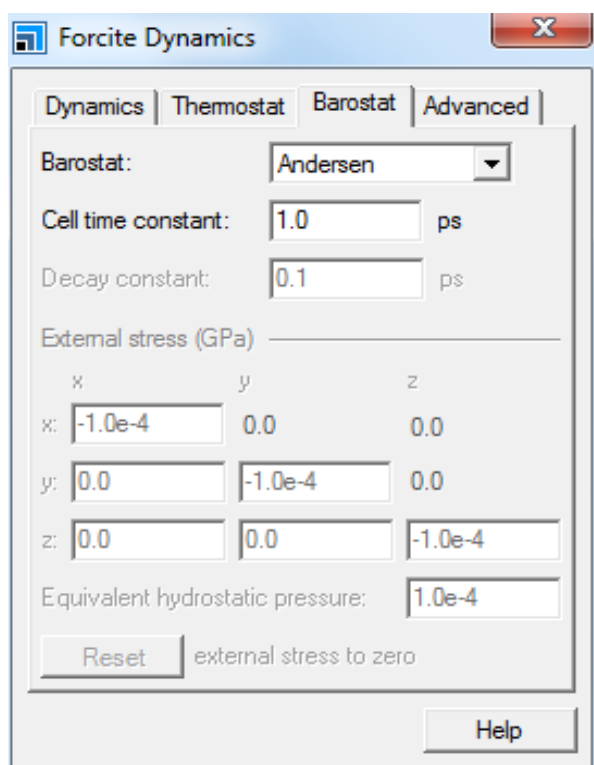 Forcite Dynamics
x
Dynamics Thermostat Barostat Advanced
Barostat: Andersen
Cell time constant: 1.0 ps
Decay constant: 0.1 ps
External stress (GPa)
x y z
x: -1.0e-4 0.0 0.0
y: 0.0 -1.0e-4 0.0
z: 0.0 0.0 -1.0e-4
Equivalent hydrostatic pressure: 1.0e-4
Reset external stress to zero
Help